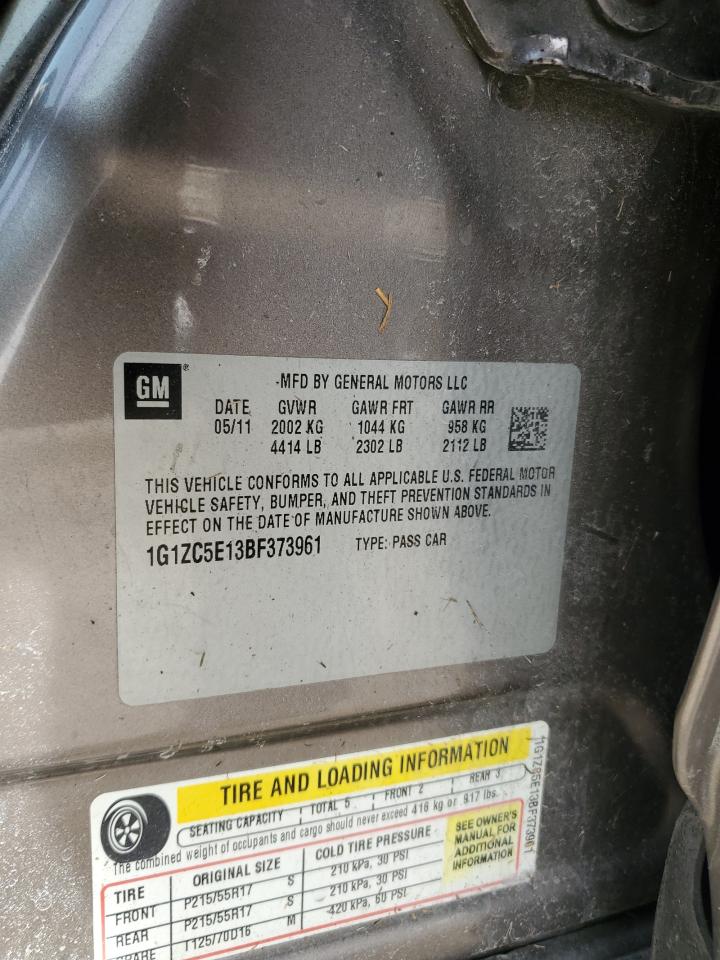 GM ®
MFD BY GENERAL MOTORS LLC
DATE GVWR GAWR FRT GAWR RR
05/11 2002 KG 1044 KG 958 KG
4414 LB 2302 LB 2112 LB
THIS VEHICLE CONFORMS TO ALL APPLICABLE U.S. FEDERAL MOTOR
VEHICLE SAFETY, BUMPER, AND THEFT PREVENTION STANDARDS IN
EFFECT ON THE DATE OF MANUFACTURE SHOWN ABOVE.
1G1ZC5E13BF373961 TYPE: PASS CAR
TIRE AND LOADING INFORMATION
SEATING CAPACITY TOTAL 5 FRONT 2 REAR 3
The combined weight of occupants and cargo should never exceed 416 kg or 917 lbs.
TIRE ORIGINAL SIZE COLD TIRE PRESSURE
FRONT P215/55R17 S 210 kPa, 30 PSI
REAR P215/55R17 S 210 kPa, 30 PSI
SPARE T125/70D16 M 420 kPa, 60 PSI
SEE OWNER'S
MANUAL FOR
ADDITIONAL
INFORMATION